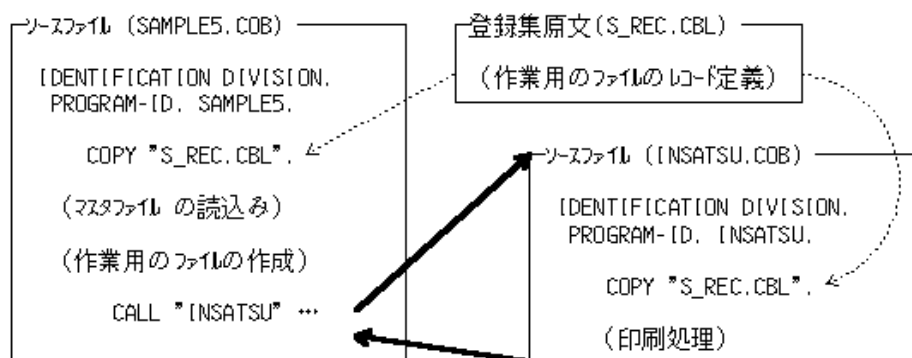 ソースファイル (SAMPLE5.COB)
IDENTIFICATION DIVISION.
PROGRAM-ID. SAMPLE5.
COPY "S_REC.CBL".
(マスタファイル の読込み)
(作業用のファイルの作成)
CALL "INSATSU" …
登録集原文(S_REC.CBL)
(作業用のファイルのレコード定義)
ソースファイル (INSATSU.COB)
IDENTIFICATION DIVISION.
PROGRAM-ID. INSATSU.
COPY "S_REC.CBL".
(印刷処理)